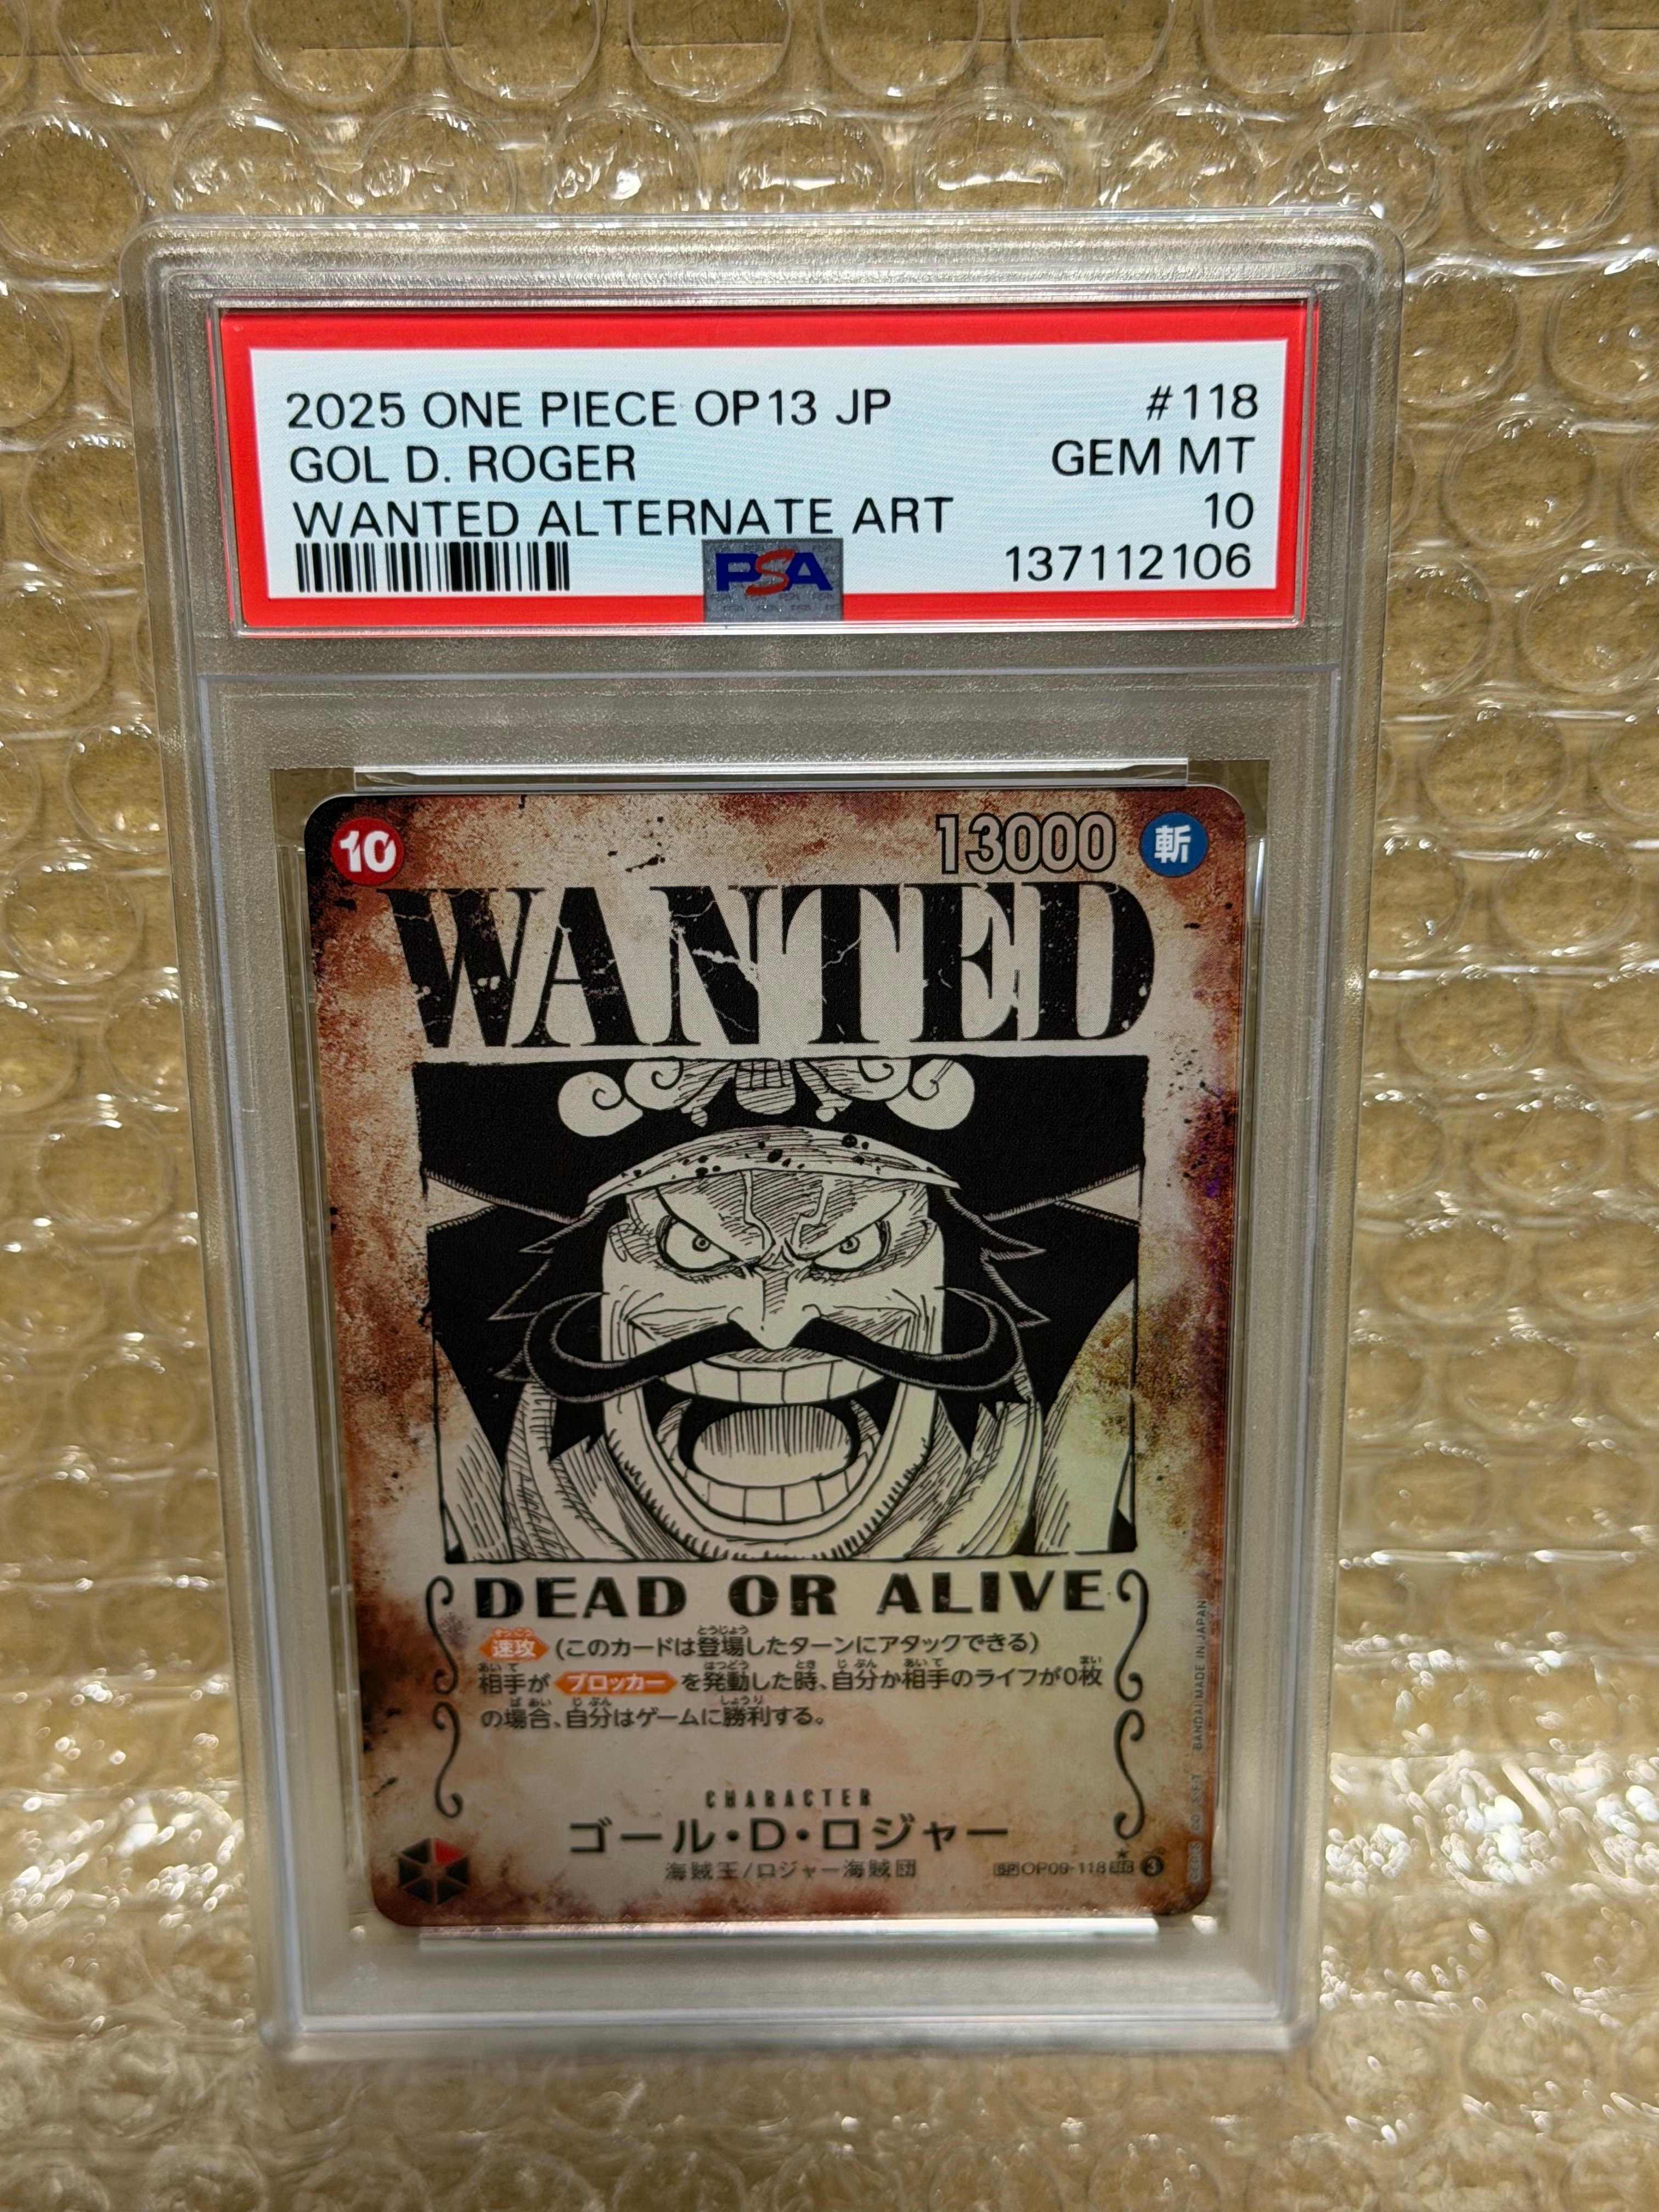 2025 ONE PIECE OP13 JP #118
GOL D. ROGER GEM MT
WANTED ALTERNATE ART 10
PSA 137112106
10 13000 斬
WANTED
DEAD OR ALIVE
速攻 (このカードは登場したターンにアタックできる)
相手が ブロッカー を発動した時、自分か相手のライフが0枚
の場合、自分はゲームに勝利する。
CHARACTER
ゴール・D・ロジャー
海賊王/ロジャー海賊団
SP OP09-118 SEC 3
BANDAI MADE IN JAPAN